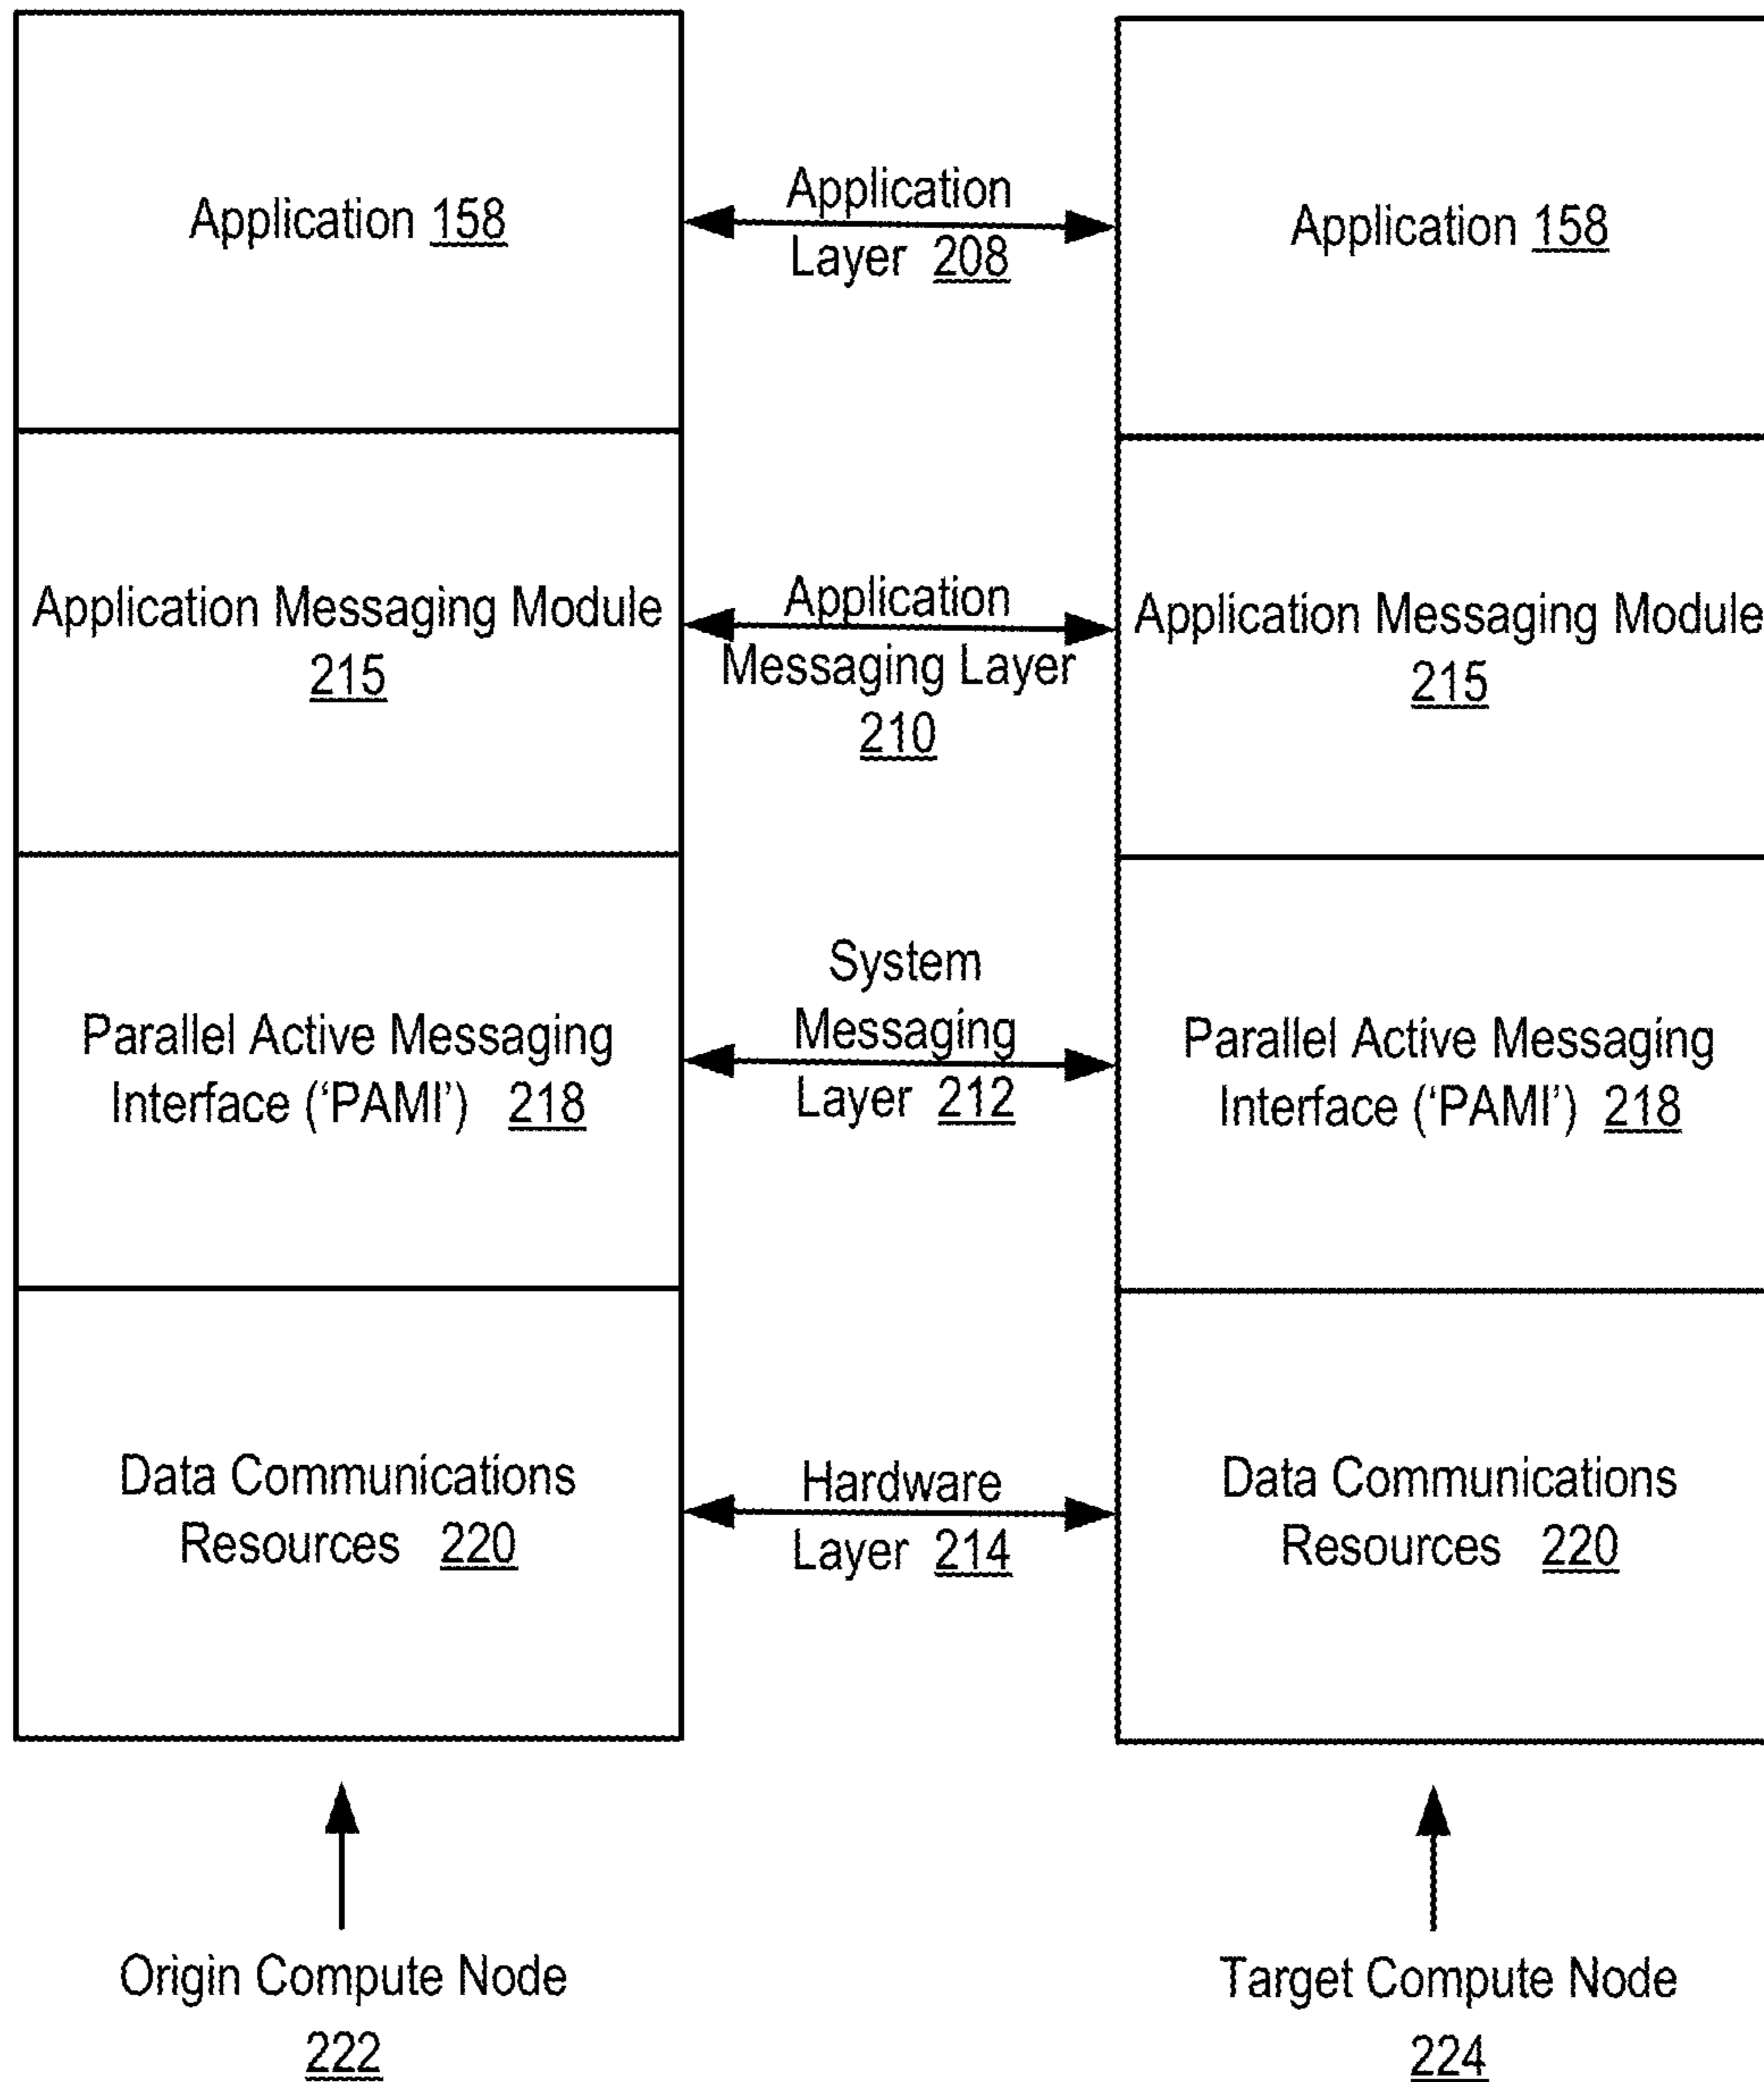 Application 158
Application
Layer 208
Application 158
Application Messaging Module
215
Application
Messaging Layer
210
Application Messaging Module
215
Parallel Active Messaging
Interface (‘PAMI’) 218
System
Messaging
Layer 212
Parallel Active Messaging
Interface (‘PAMI’) 218
Data Communications
Resources 220
Hardware
Layer 214
Data Communications
Resources 220
Origin Compute Node
222
Target Compute Node
224